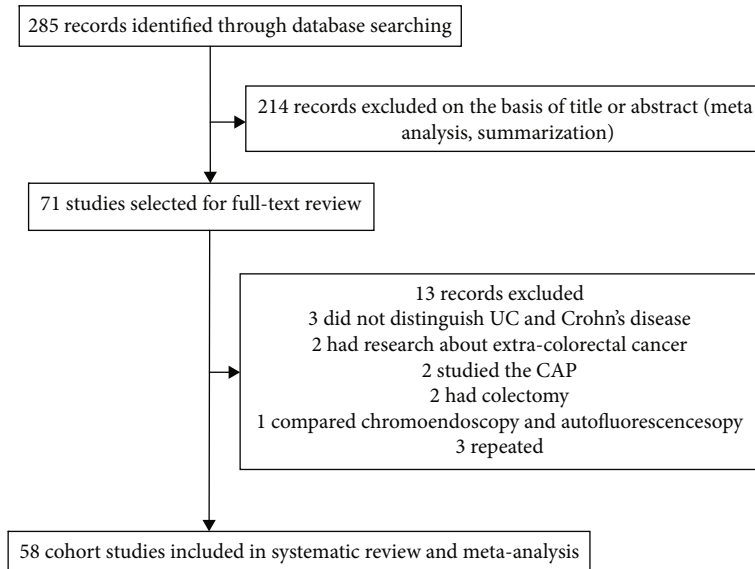 285 records identified through database searching
214 records excluded on the basis of title or abstract (meta
analysis, summarization)
71 studies selected for full-text review
13 records excluded
3 did not distinguish UC and Crohn's disease
2 had research about extra-colorectal cancer
2 studied the CAP
2 had colectomy
1 compared chromoendoscopy and autofluorescencesopy
3 repeated
58 cohort studies included in systematic review and meta-analysis